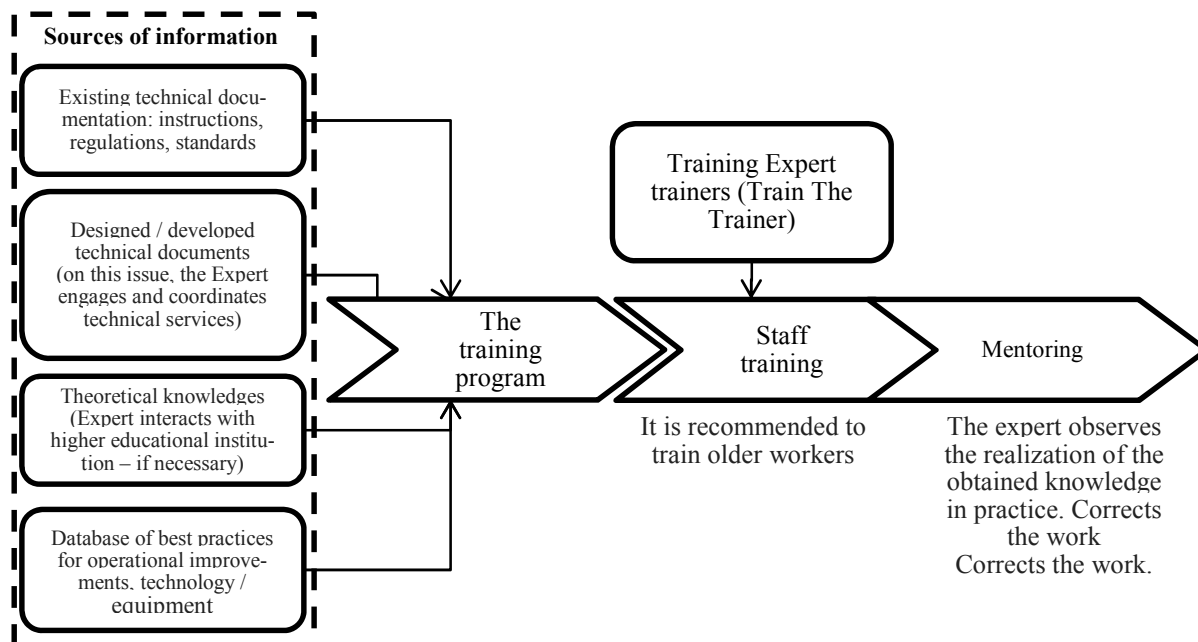 Sources of information
Existing technical docu-
mentation: instructions,
regulations, standards
Designed / developed
technical documents
(on this issue, the Expert
engages and coordinates
technical services)
Theoretical knowledges
(Expert interacts with
higher educational institu-
tion – if necessary)
Database of best practices
for operational improve-
ments, technology /
equipment
The
training
program
Training Expert
trainers (Train The
Trainer)
Staff
training
It is recommended to
train older workers
Mentoring
The expert observes
the realization of the
obtained knowledge
in practice. Corrects
the work
Corrects the work.